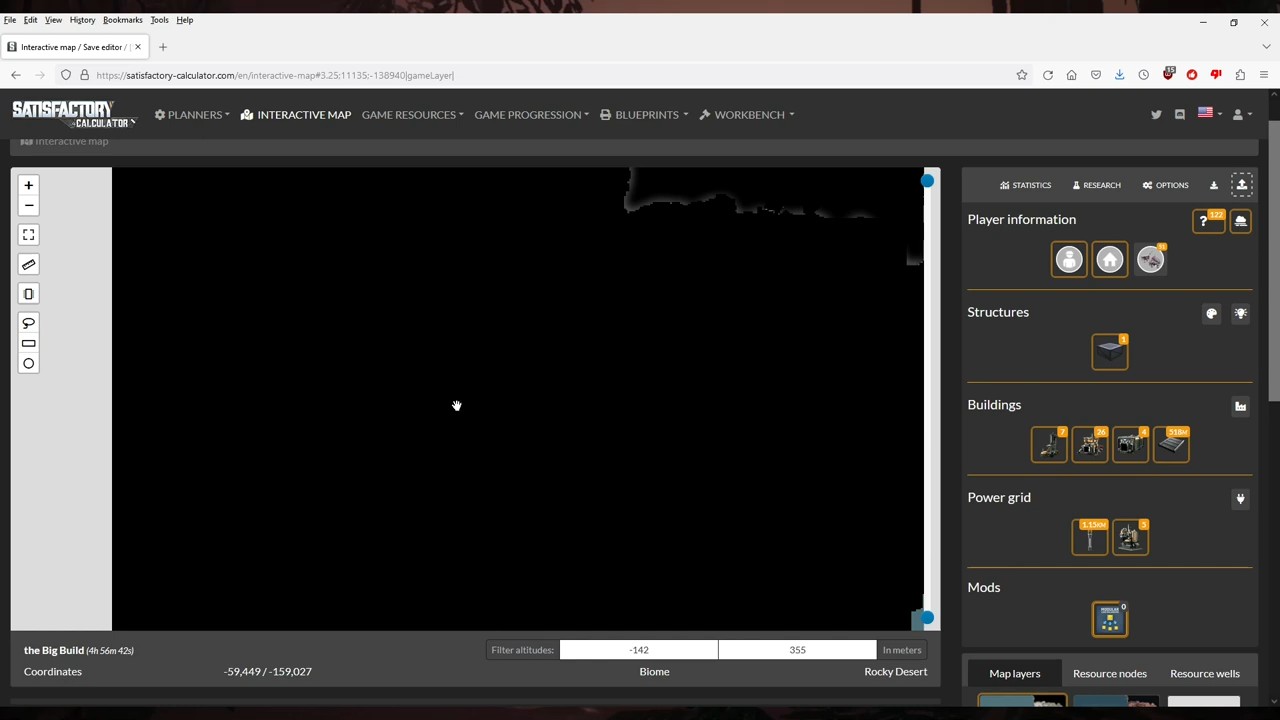 File Edit View History Bookmarks Tools Help
Interactive map / Save editor /
https://satisfactory-calculator.com/en/interactive-map#3.25;11135;-138940|gameLayer|
15
SATISFACTORY CALCULATOR
PLANNERS INTERACTIVE MAP GAME RESOURCES GAME PROGRESSION BLUEPRINTS WORKBENCH
Interactive map
+
−
STATISTICS RESEARCH OPTIONS
Player information ? 122
Structures
1
Buildings
7 26 4 518M
Power grid
1.15KM 5
Mods
MODULAR 0
the Big Build (4h 56m 42s) Filter altitudes: -142 355 In meters
Coordinates -59,449 / -159,027 Biome Rocky Desert
Map layers Resource nodes Resource wells